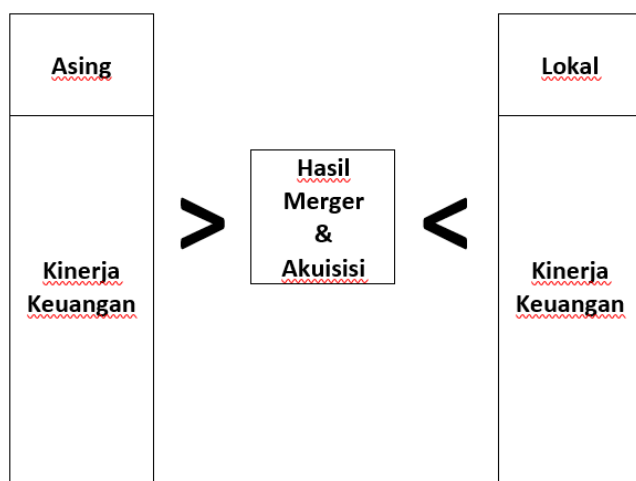 Asing
Lokal
Hasil
Merger
&
Akuisisi
>
<
Kinerja
Keuangan
Kinerja
Keuangan